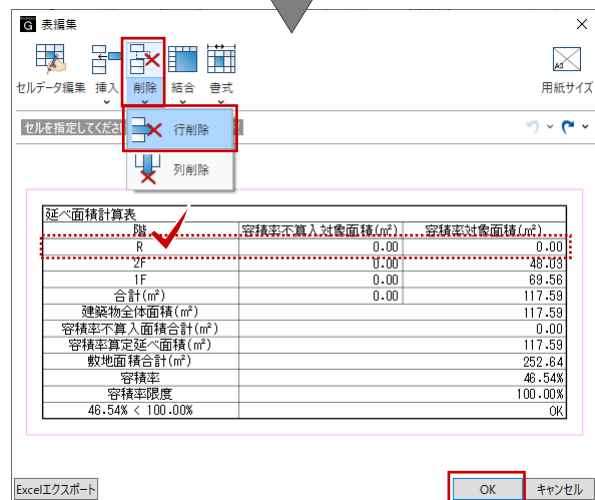 G 表編集
セルデータ編集 挿入 削除 結合 書式 用紙サイズ
A3
セルを指定してくださ
行削除
列削除
延べ面積計算表
階 容積率不算入対象面積(㎡) 容積率対象面積(㎡)
R 0.00 0.00
2F 0.00 48.03
1F 0.00 69.56
合計(㎡) 0.00 117.59
建築物全体面積(㎡) 117.59
容積率不算入面積合計(㎡) 0.00
容積率算定延べ面積(㎡) 117.59
敷地面積合計(㎡) 252.64
容積率 46.54%
容積率限度 100.00%
46.54% < 100.00% OK
Excelエクスポート OK キャンセル